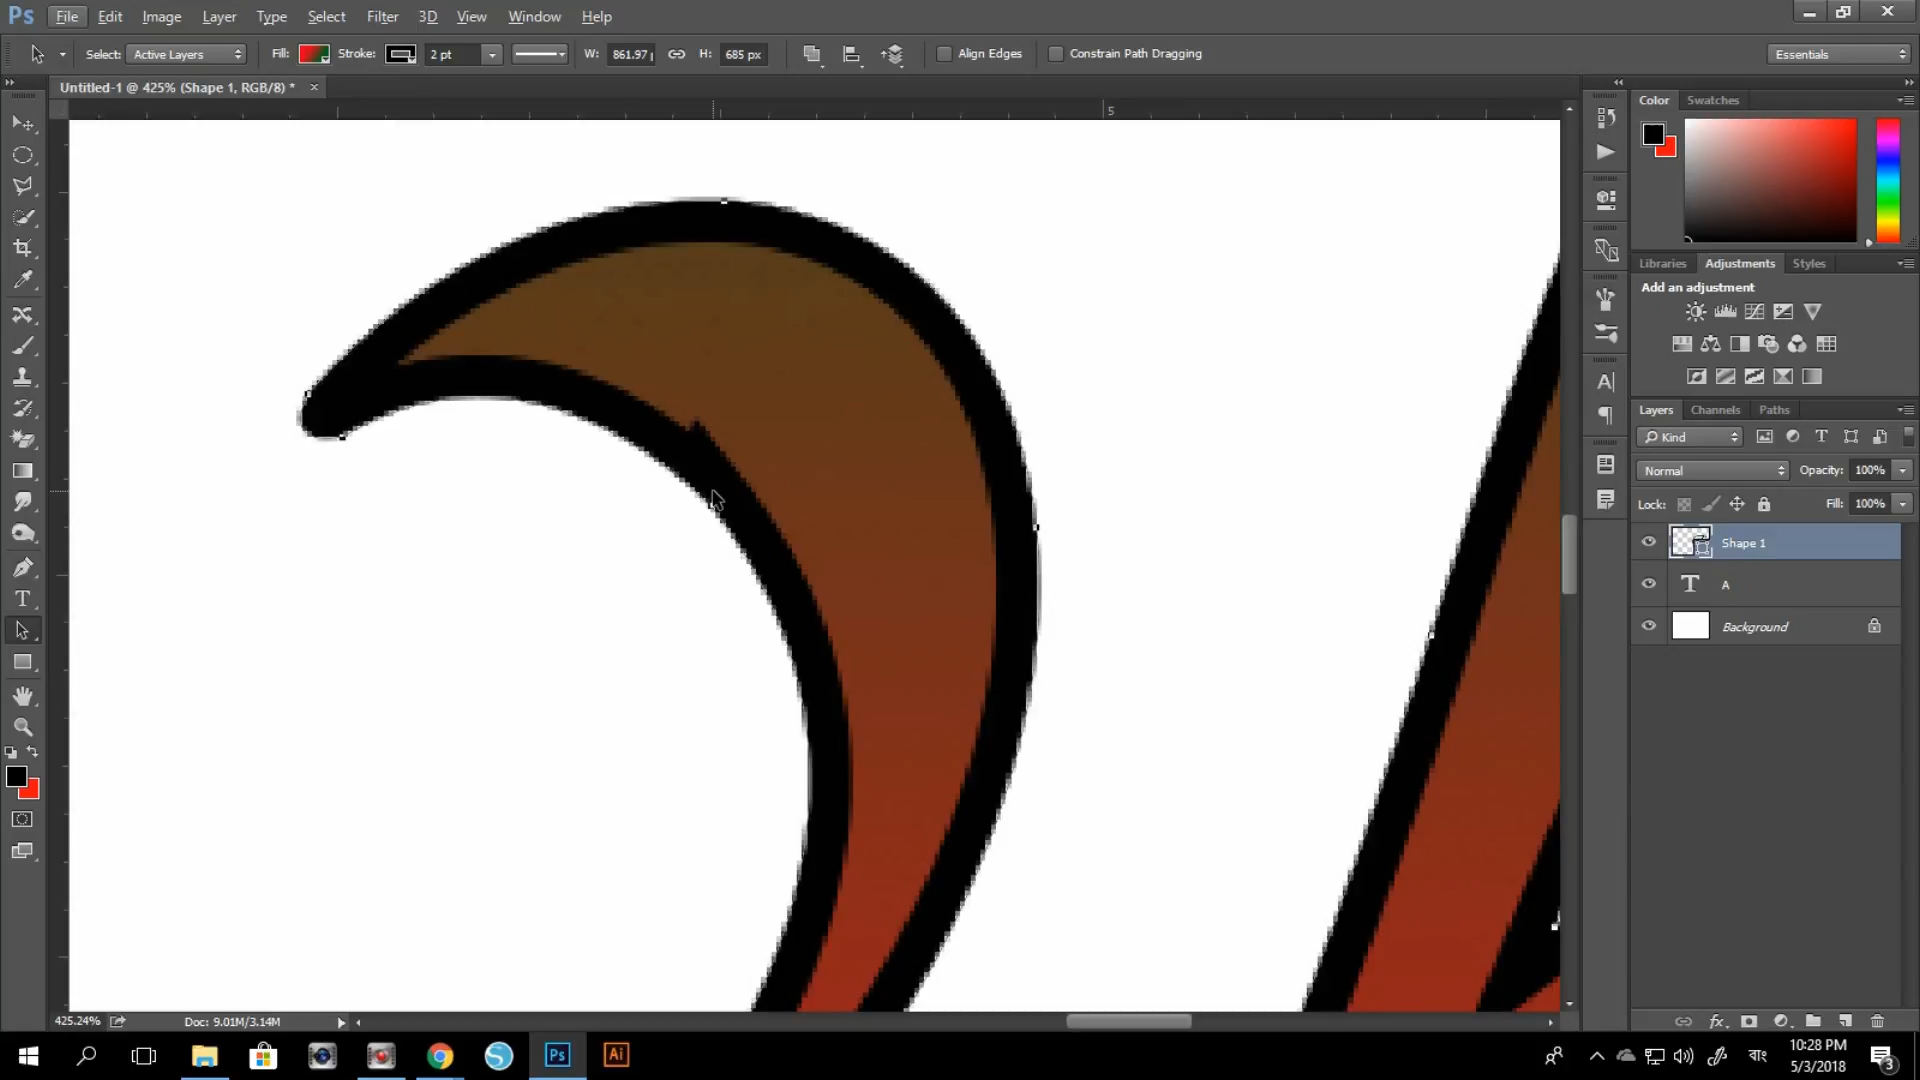 Ps File Edit Image Layer Type Select Filter 3D View Window Help
Select: Active Layers Fill: Stroke: 2 pt W: 861.97 H: 685 px Align Edges Constrain Path Dragging Essentials
Untitled-1 @ 425% (Shape 1, RGB/8) *
5
Color Swatches
Libraries Adjustments Styles
Add an adjustment
Layers Channels Paths
Kind
Normal Opacity: 100%
Lock: Fill: 100%
Shape 1
A
Background
425.24% Doc: 9.01M/3.14M
Ps Ai বাং 10:28 PM
5/3/2018
3